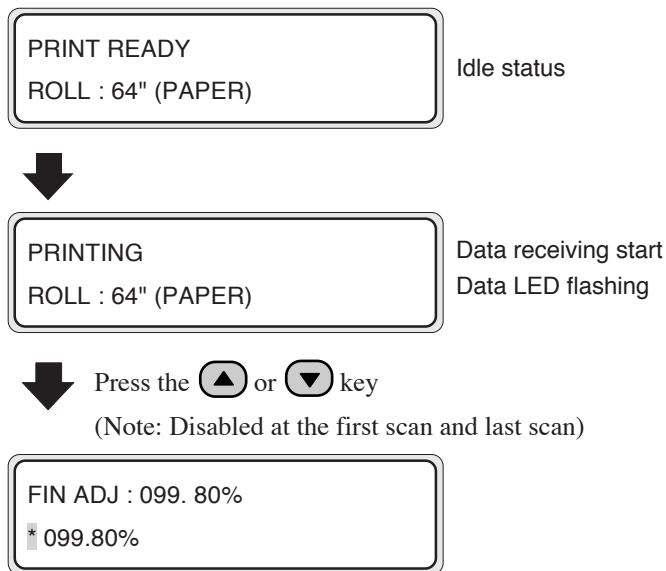 PRINT READY
ROLL : 64" (PAPER)
Idle status
PRINTING
ROLL : 64" (PAPER)
Data receiving start
Data LED flashing
Press the ▲ or ▼ key
(Note: Disabled at the first scan and last scan)
FIN ADJ : 099. 80%
* 099.80%